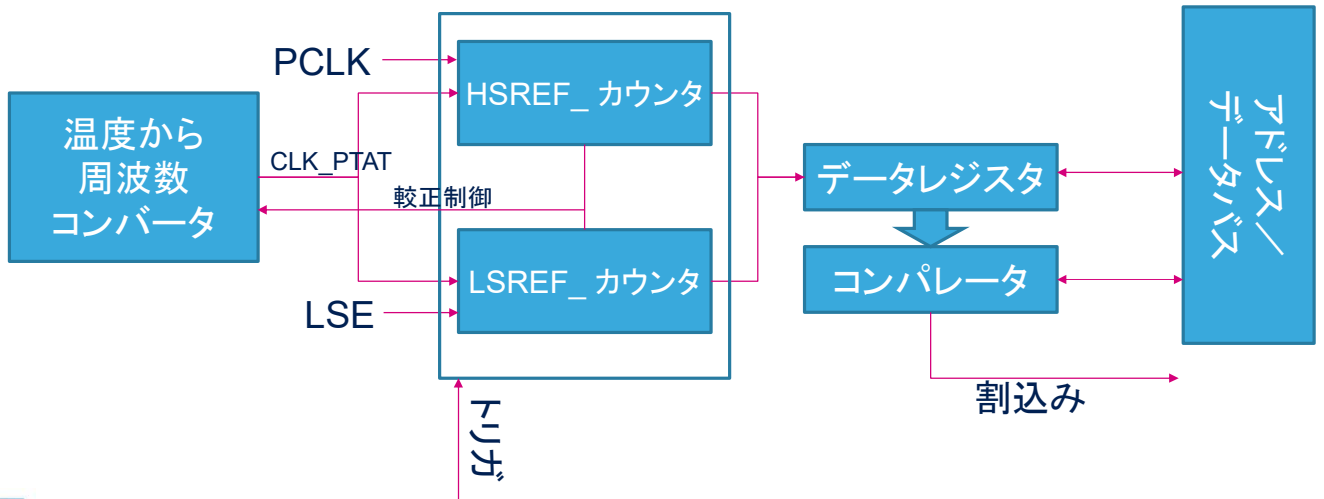 温度から
周波数
コンバータ
CLK_PTAT
較正制御
PCLK
LSE
HSREF_ カウンタ
LSREF_ カウンタ
トリガ
データレジスタ
コンパレータ
割込み
アドレス／
データバス